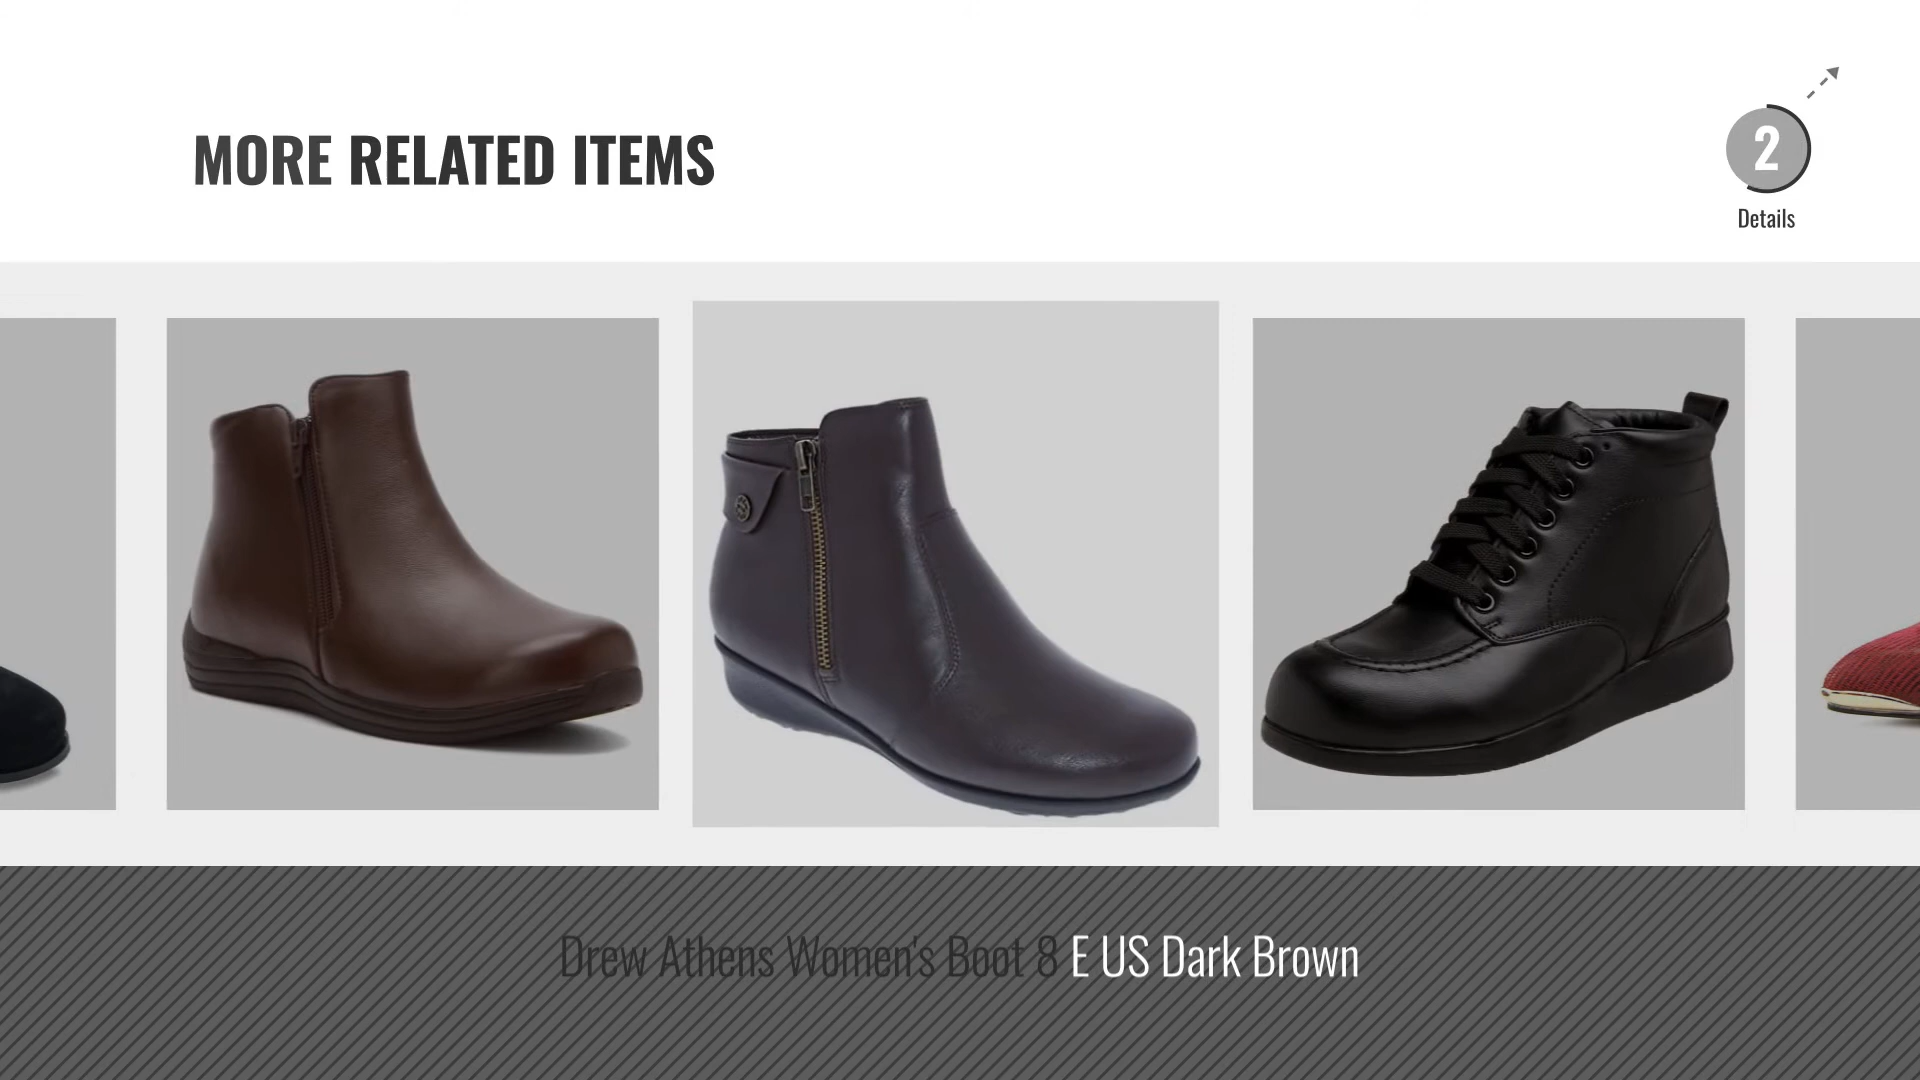 MORE RELATED ITEMS
2
Details
Drew Athens Women's Boot 8 E US Dark Brown